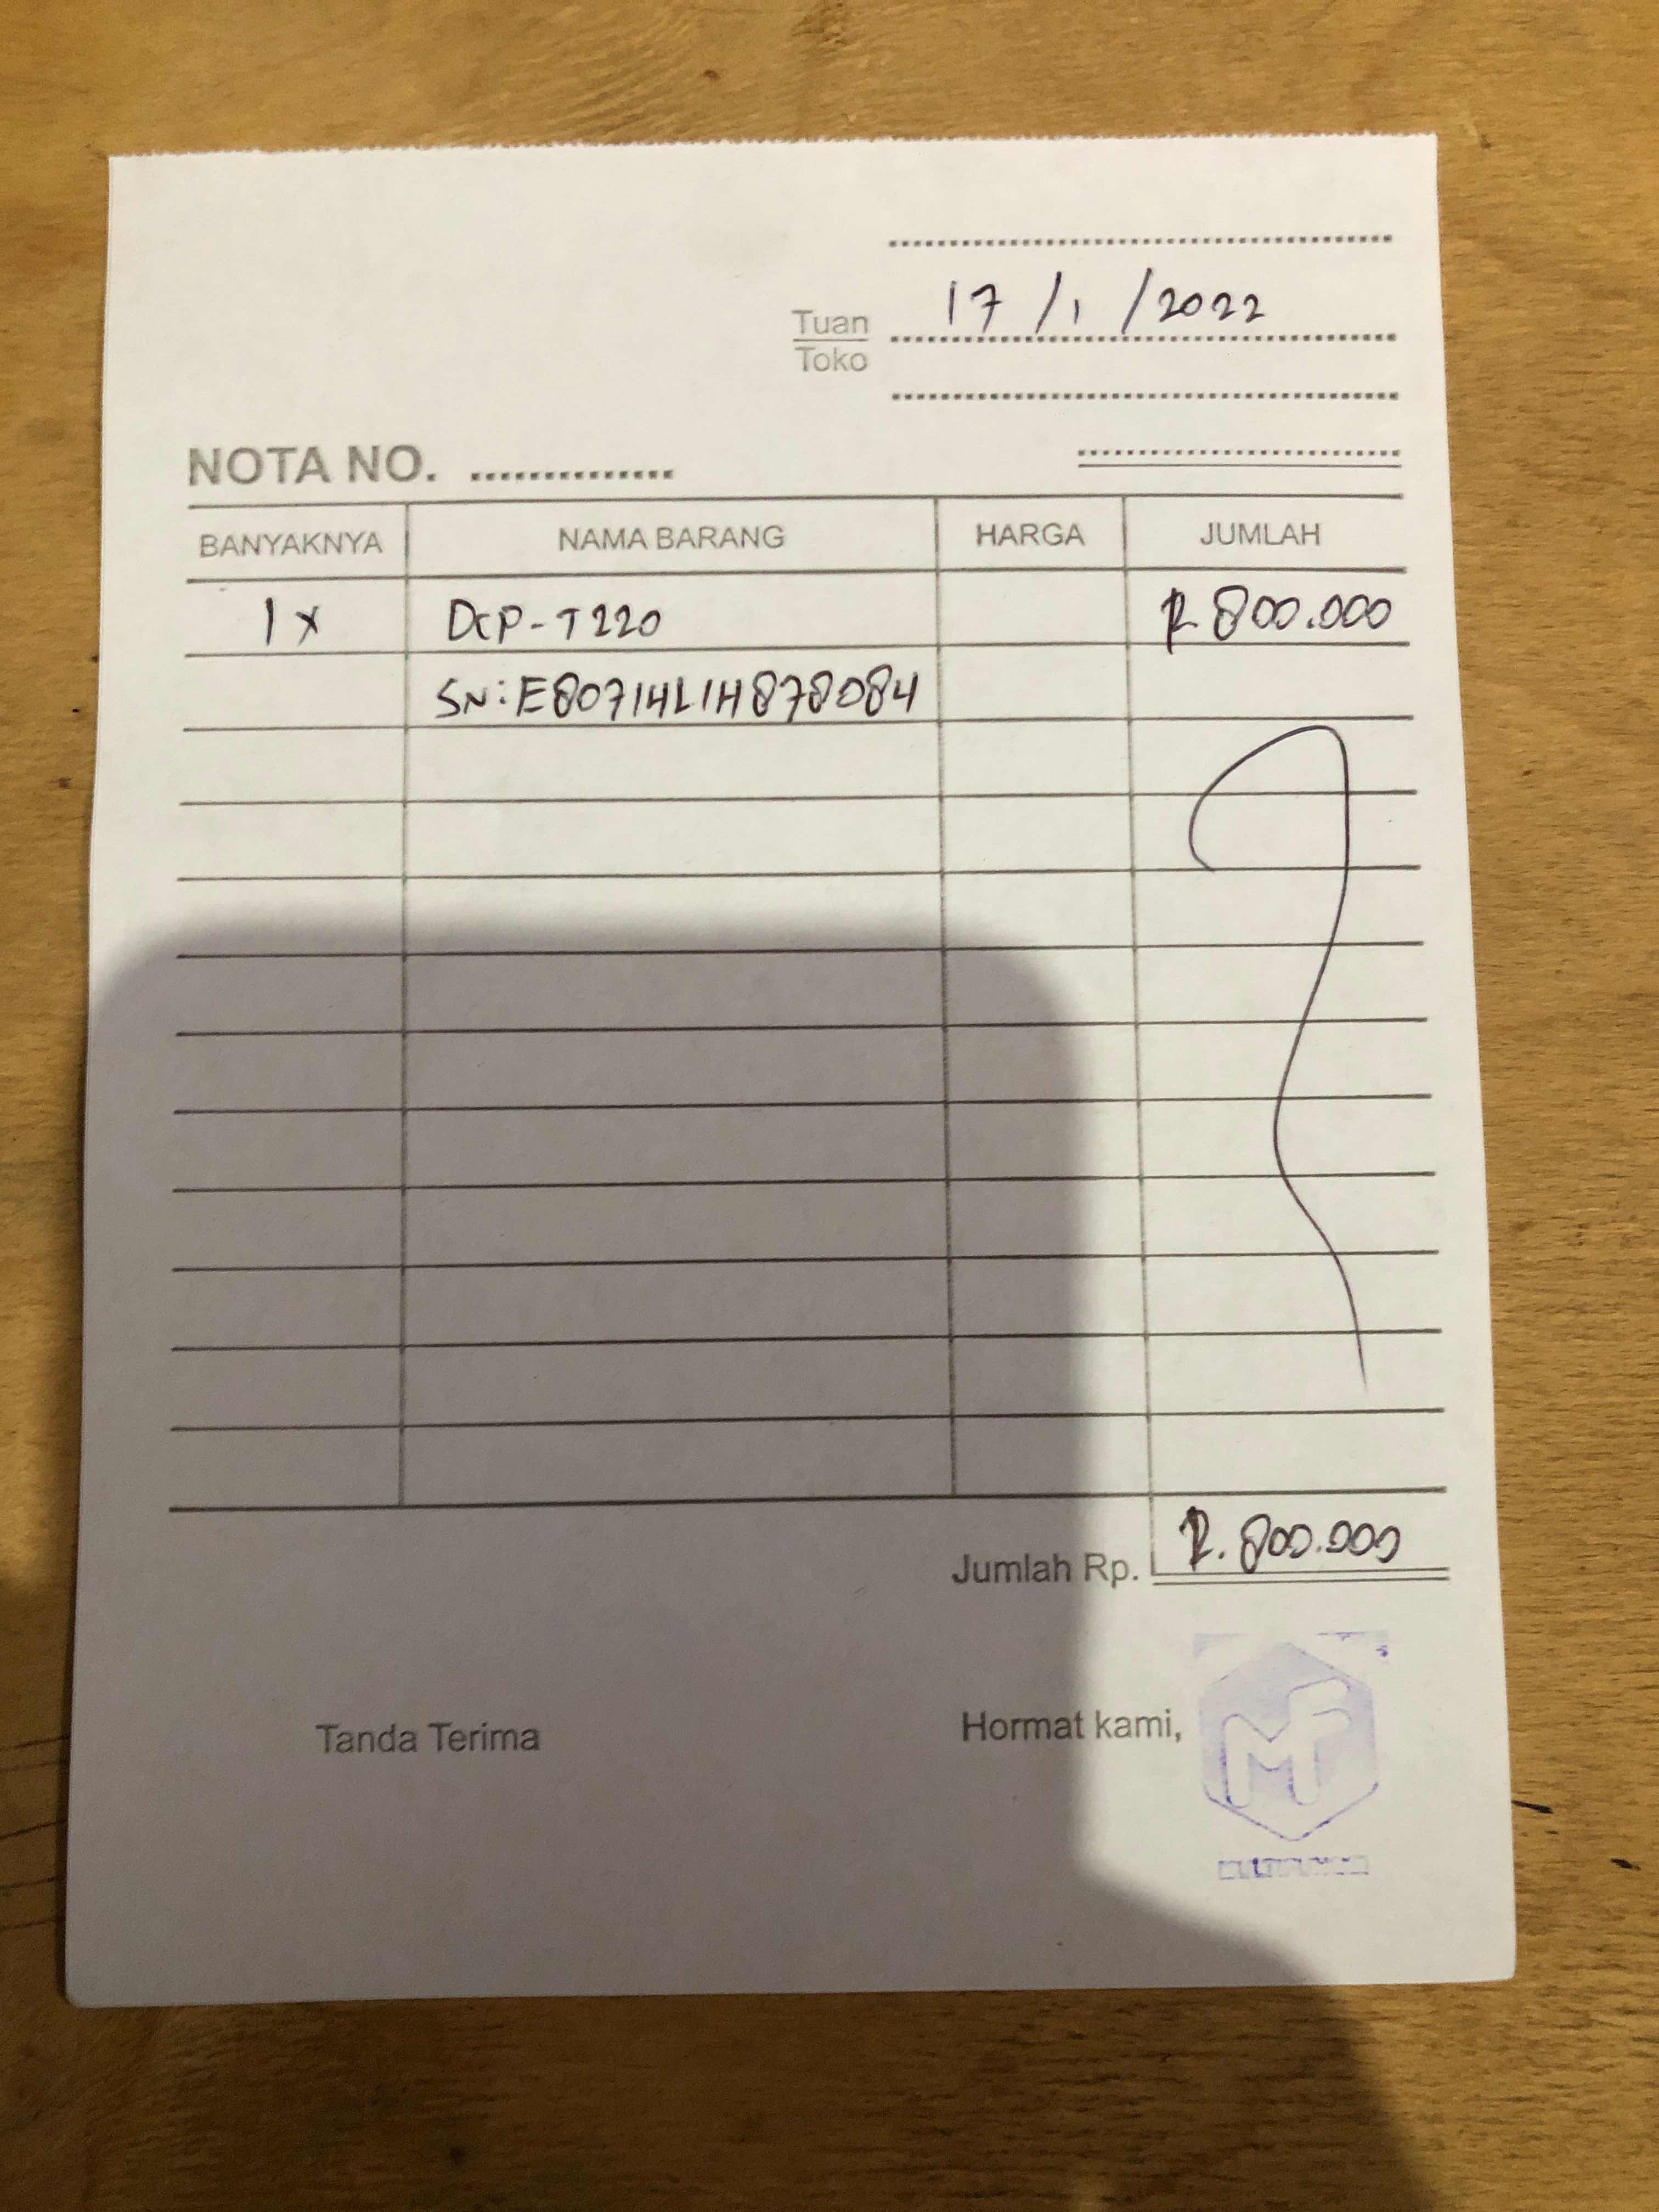 17/1/2022
Tuan
Toko
NOTA NO. ..............
BANYAKNYA NAMA BARANG HARGA JUMLAH
1x DCP-T220 R 800.000
SN:E80714L1H878084
Jumlah Rp. R.800.000
Tanda Terima Hormat kami,
MF